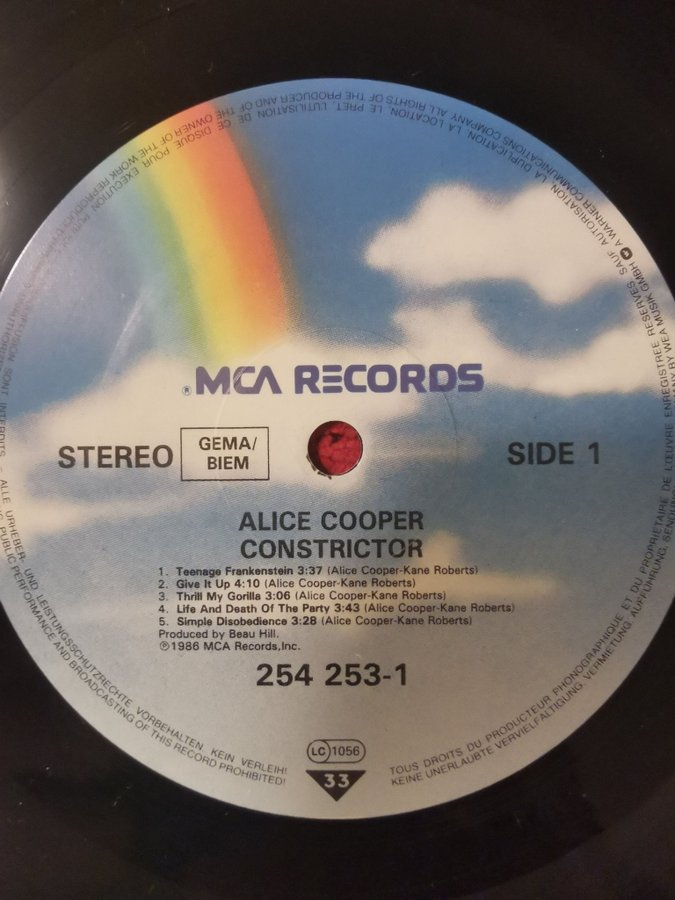 ® MCA RECORDS
STEREO
GEMA/
BIEM
SIDE 1
ALICE COOPER
CONSTRICTOR
1. Teenage Frankenstein 3:37 (Alice Cooper-Kane Roberts)
2. Give It Up 4:10 (Alice Cooper-Kane Roberts)
3. Thrill My Gorilla 3:06 (Alice Cooper-Kane Roberts)
4. Life And Death Of The Party 3:43 (Alice Cooper-Kane Roberts)
5. Simple Disobedience 3:28 (Alice Cooper-Kane Roberts)
Produced by Beau Hill.
℗1986 MCA Records,Inc.
254 253-1
LC 1056
33
ALLE URHEBER- UND LEISTUNGSSCHUTZRECHTE VORBEHALTEN. KEIN VERLEIH!
KEINE UNERLAUBTE VERVIELFÄLTIGUNG, VERMIETUNG, AUFFÜHRUNG,
TOUS DROITS DU PRODUCTEUR PHONOGRAPHIQUE ET DU PROPRIETAIRE DE L'ŒUVRE ENREGISTREE RESERVES SAUF AUTORISATION, LA DUPLICATION, LA LOCATION, LE PRET, L'UTILISATION DE CE DISQUE POUR EXECUTION
SONT INTERDITS
A WARNER COMMUNICATIONS COMPANY ALL RIGHTS OF THE PRODUCER AND OF THE OWNER OF THE WORK
PUBLIC PERFORMANCE AND BROADCASTING OF THIS RECORD PROHIBITED!